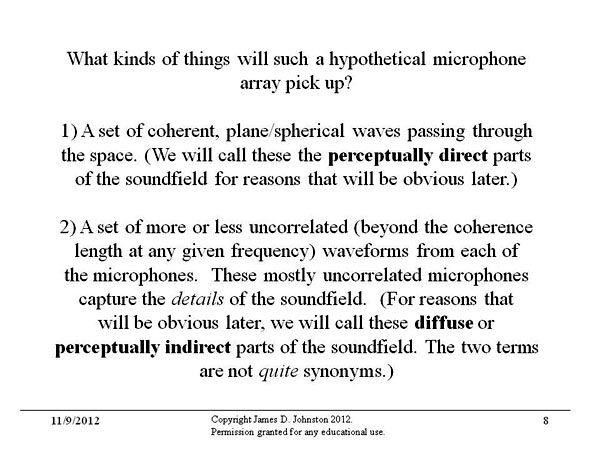 What kinds of things will such a hypothetical microphone
array pick up?
1) A set of coherent, plane/spherical waves passing through
the space. (We will call these the perceptually direct parts
of the soundfield for reasons that will be obvious later.)
2) A set of more or less uncorrelated (beyond the coherence
length at any given frequency) waveforms from each of
the microphones. These mostly uncorrelated microphones
capture the details of the soundfield. (For reasons that
will be obvious later, we will call these diffuse or
perceptually indirect parts of the soundfield. The two terms
are not quite synonyms.)
11/9/2012
Copyright James D. Johnston 2012.
Permission granted for any educational use.
8